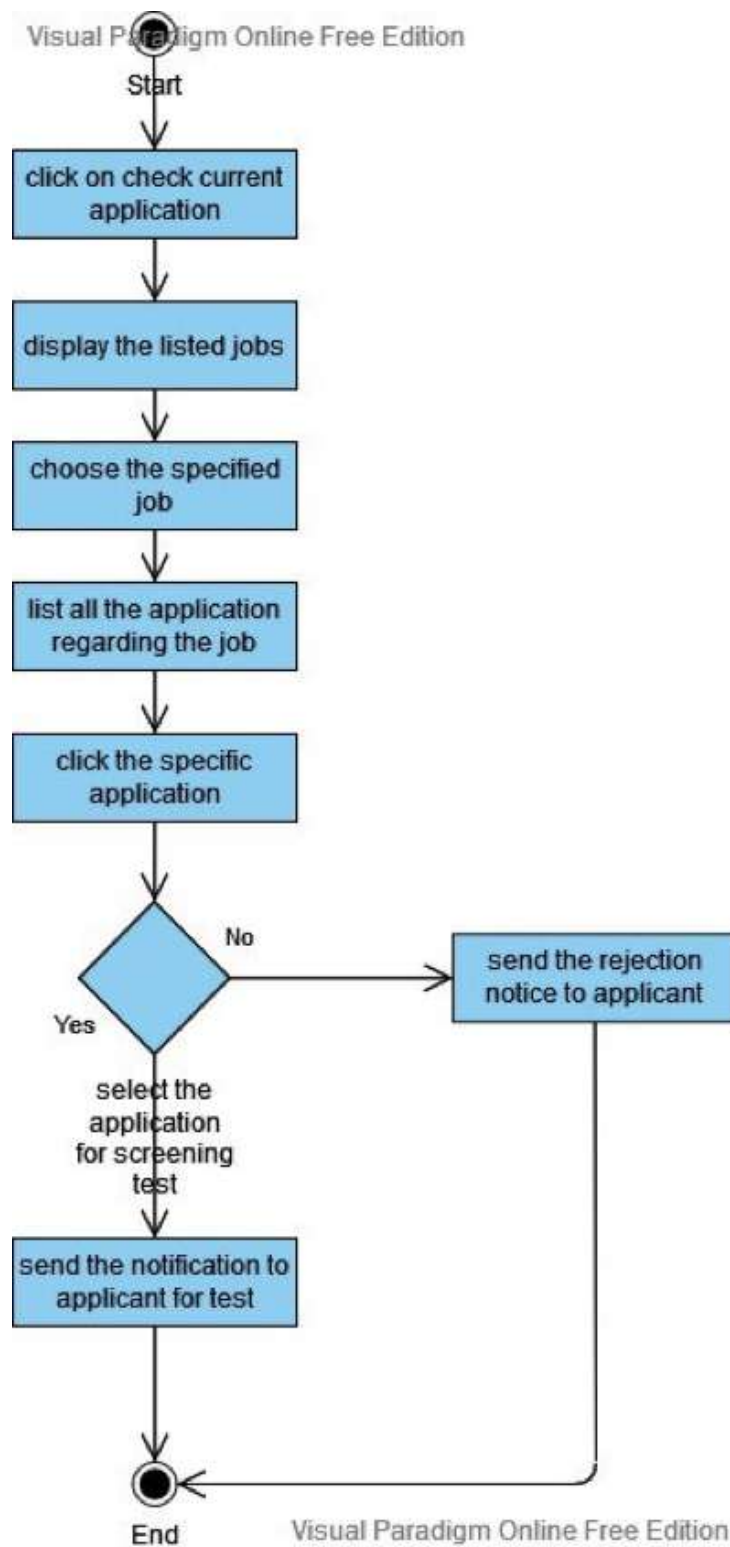 Visual Paradigm Online Free Edition
Start
click on check current
application
display the listed jobs
choose the specified
job
list all the application
regarding the job
click the specific
application
No
send the rejection
notice to applicant
Yes
select the
application
for screening
test
send the notification to
applicant for test
End
Visual Paradigm Online Free Edition